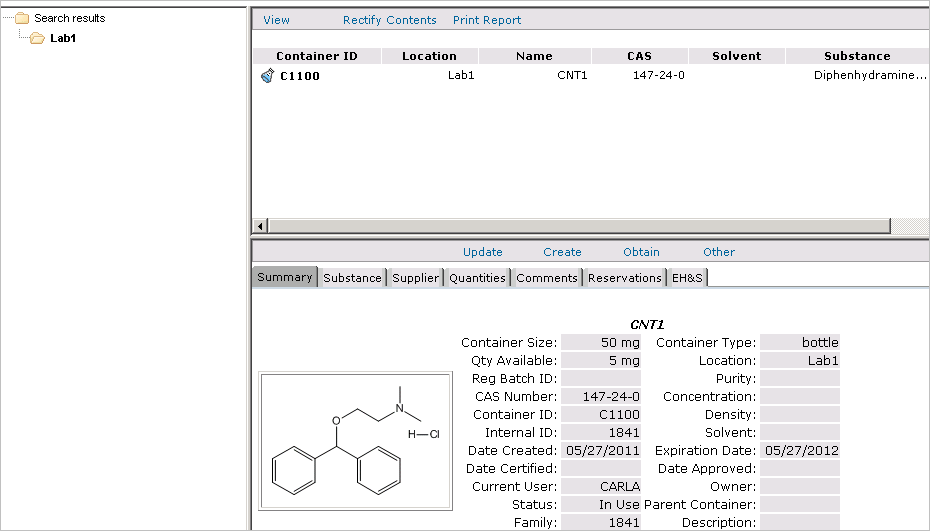 Search results
Lab1
View Rectify Contents Print Report
Container ID Location Name CAS Solvent Substance
C1100 Lab1 CNT1 147-24-0 Diphenhydramine...
Update Create Obtain Other
Summary Substance Supplier Quantities Comments Reservations EH&S
CNT1
Container Size: 50 mg Container Type: bottle
Qty Available: 5 mg Location: Lab1
Reg Batch ID: Purity:
CAS Number: 147-24-0 Concentration:
Container ID: C1100 Density:
Internal ID: 1841 Solvent:
Date Created: 05/27/2011 Expiration Date: 05/27/2012
Date Certified: Date Approved:
Current User: CARLA Owner:
Status: In Use Parent Container:
Family: 1841 Description:
N
O
H Cl